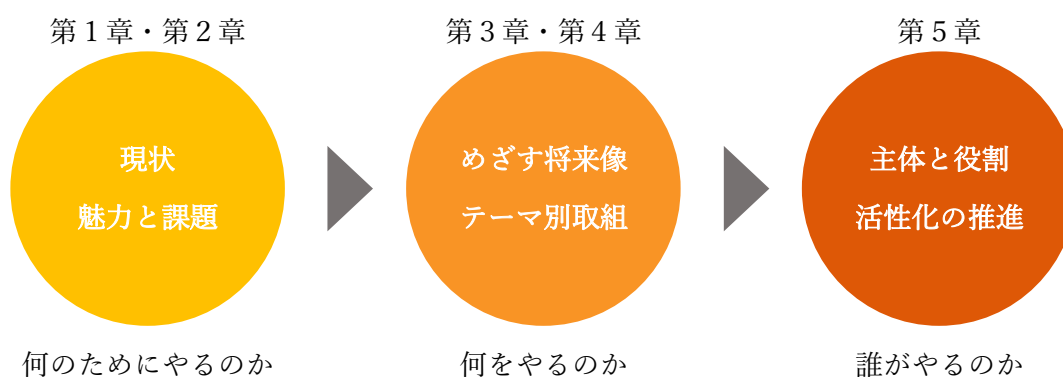 第１章・第２章
現状
魅力と課題
何のためにやるのか
第３章・第４章
めざす将来像
テーマ別取組
何をやるのか
第５章
主体と役割
活性化の推進
誰がやるのか